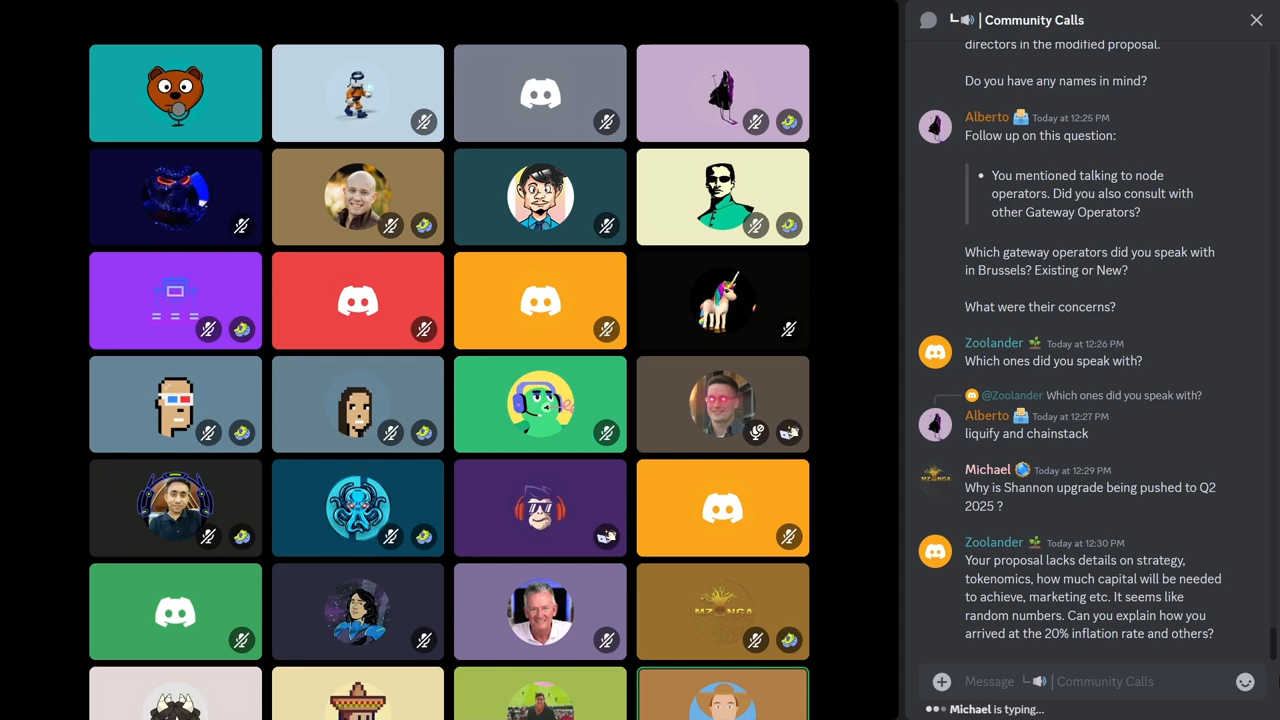 ┗🔊 | Community Calls
directors in the modified proposal.
Do you have any names in mind?
Alberto Today at 12:25 PM
Follow up on this question:
• You mentioned talking to node
operators. Did you also consult with
other Gateway Operators?
Which gateway operators did you speak with
in Brussels? Existing or New?
What were their concerns?
Zoolander Today at 12:26 PM
Which ones did you speak with?
@Zoolander Which ones did you speak with?
Alberto Today at 12:27 PM
liquify and chainstack
Michael Today at 12:29 PM
Why is Shannon upgrade being pushed to Q2
2025 ?
Zoolander Today at 12:30 PM
Your proposal lacks details on strategy,
tokenomics, how much capital will be needed
to achieve, marketing etc. It seems like
random numbers. Can you explain how you
arrived at the 20% inflation rate and others?
Message ┗🔊 | Community Calls
Michael is typing...